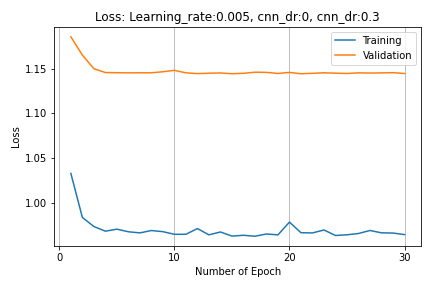 Loss: Learning_rate:0.005, cnn_dr:0, cnn_dr:0.3
Training
Validation
1.15
1.10
1.05
1.00
Loss
0
10
20
30
Number of Epoch